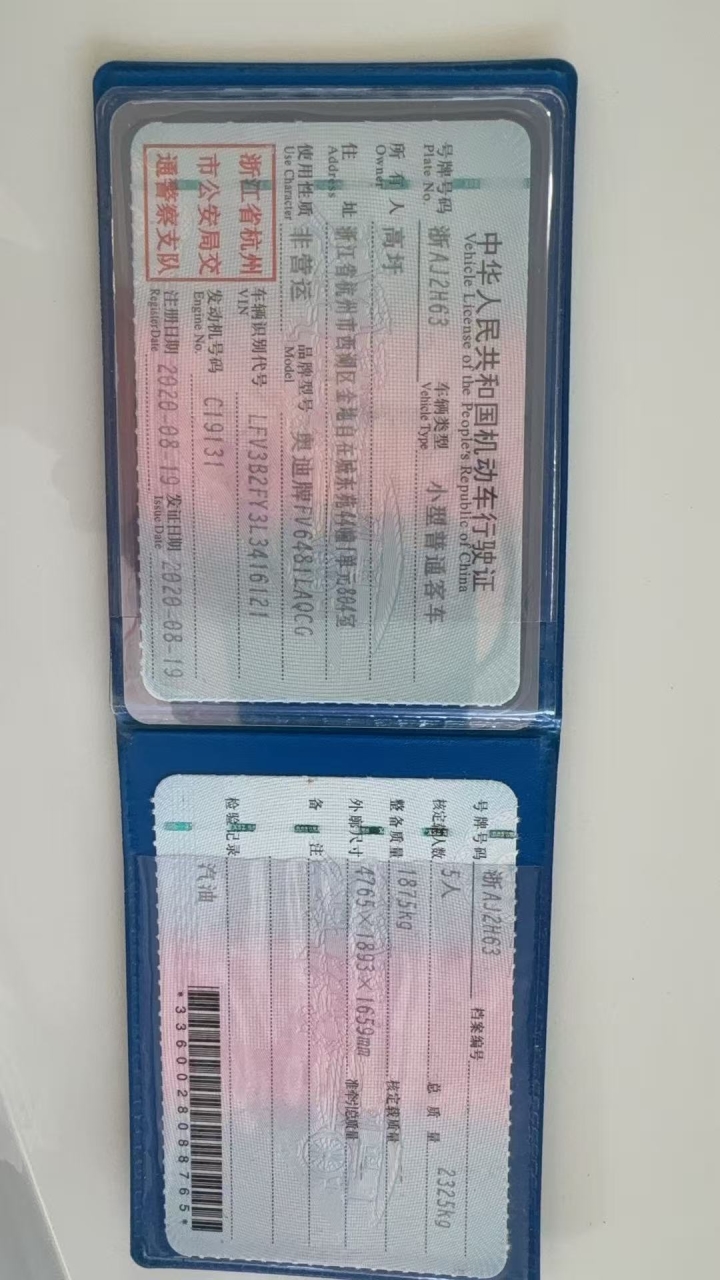 中华人民共和国机动车行驶证
Vehicle License of the People's Republic of China
号牌号码 浙AJ2H63 车辆类型 小型普通客车
Plate No. Vehicle Type
所有人 高圩
Owner
住址 浙江省杭州市西湖区金地自在城东苑44幢1单元804室
Address
使用性质 非营运 品牌型号 奥迪牌FV6481LAQCG
Use Character Model
浙江省杭州
市公安局交
通警察支队
车辆识别代号 LFV3B2FY3L3416121
VIN
发动机号码 C19131
Engine No.
注册日期 2020-08-19 发证日期 2020-08-19
Register Date Issue Date
号牌号码 浙AJ2H63 档案编号
核定载人数 5人 总质量 2325kg
整备质量 1875kg 核定载质量
外廓尺寸 4765×1893×1659mm 准牵引总质量
备注
检验记录
汽油
*3360028088765*